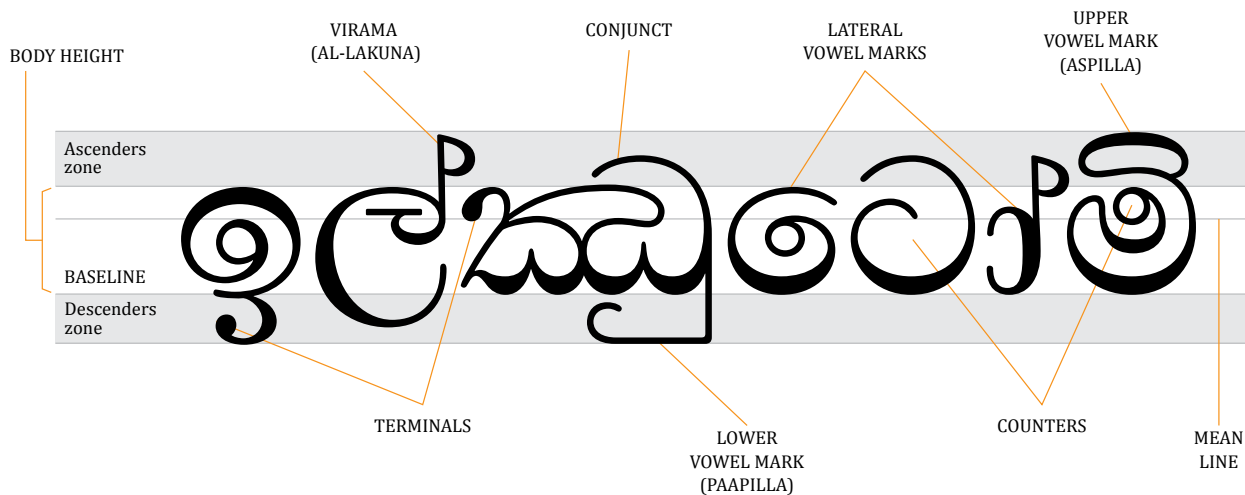 BODY HEIGHT
VIRAMA
(AL-LAKUNA)
CONJUNCT
LATERAL
VOWEL MARKS
UPPER
VOWEL MARK
(ASPILLA)
Ascenders
zone
BASELINE
Descenders
zone
TERMINALS
LOWER
VOWEL MARK
(PAAPILLA)
COUNTERS
MEAN
LINE